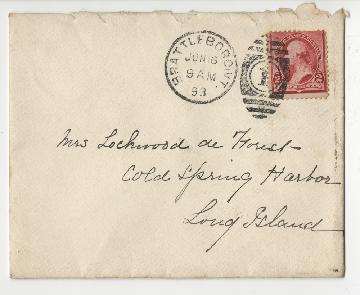 BRATTLEBORO VT.
JUN 6
9 AM
93
Mrs Lockwood de Forest
Cold Spring Harbor
Long Island